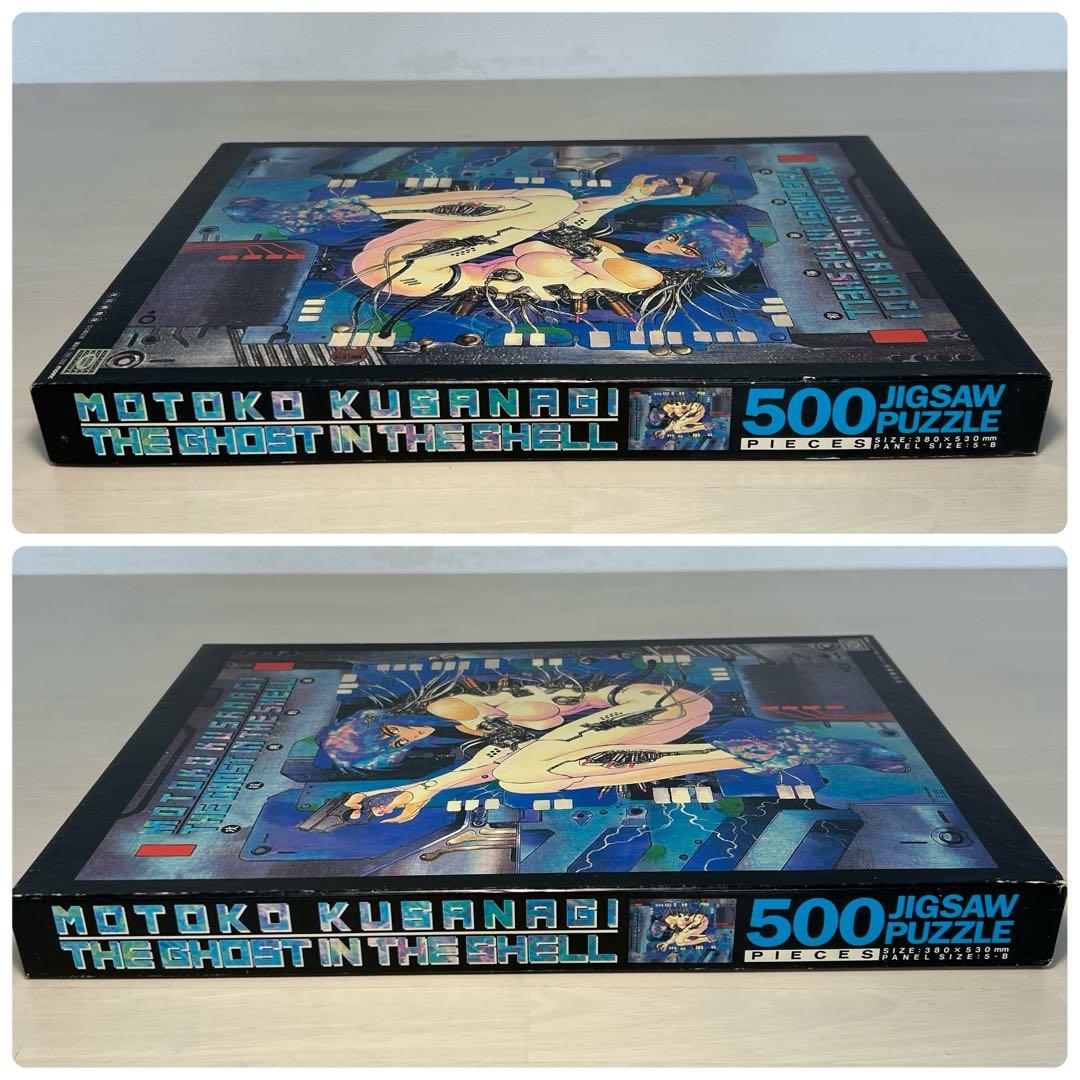 MOTOKO KUSANAGI
THE GHOST IN THE SHELL
MOTOKO KUSANAGI
THE GHOST IN THE SHELL
500 JIGSAW PUZZLE
PIECES SIZE:380×530mm
PANEL SIZE:5-B
MOTOKO KUSANAGI
THE GHOST IN THE SHELL
MOTOKO KUSANAGI
THE GHOST IN THE SHELL
500 JIGSAW PUZZLE
PIECES SIZE:380×530mm
PANEL SIZE:5-B